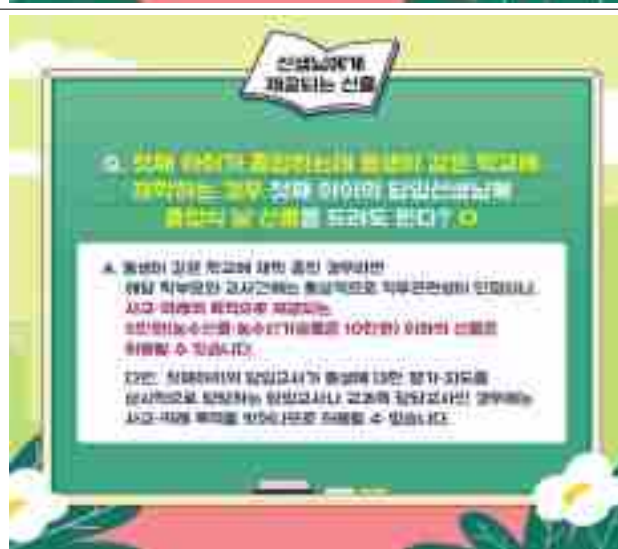 선생님에게
제공되는 선물
Q. 첫째 아이가 졸업하는데 동생이 같은 학교에
재학하는 경우 첫째 아이의 담임선생님께
졸업식 날 선물을 드려도 된다? O
A. 동생이 같은 학교에 재학 중인 경우라면
해당 학부모와 교사간에는 통상적으로 직무관련성이 인정되나,
사교·의례의 목적으로 제공되는
5만원(농수산물·농수산가공품은 10만원) 이하의 선물은
허용될 수 있습니다.
다만, 첫째아이의 담임교사가 동생에 대한 평가·지도를
상시적으로 담당하는 담임교사나 교과목 담당교사인 경우에는
사교·의례 목적을 벗어나므로 허용될 수 없습니다.